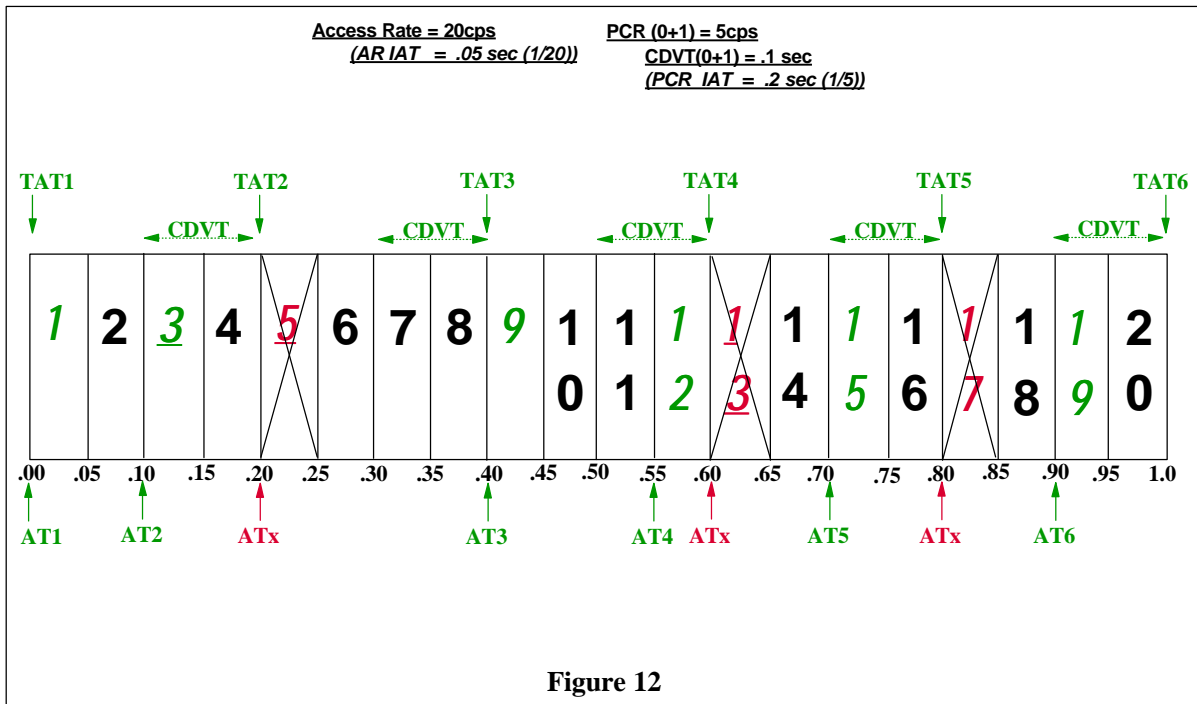 Access Rate = 20cps PCR (0+1) = 5cps
(AR IAT = .05 sec (1/20)) CDVT(0+1) = .1 sec
(PCR IAT = .2 sec (1/5))
TAT1 TAT2 TAT3 TAT4 TAT5 TAT6
CDVT CDVT CDVT CDVT CDVT
1 2 3 4 5 6 7 8 9 1 1 1 1 1 1 1 1 1 1 2
0 1 2 3 4 5 6 7 8 9 0
.00 .05 .10 .15 .20 .25 .30 .35 .40 .45 .50 .55 .60 .65 .70 .75 .80 .85 .90 .95 1.0
AT1 AT2 ATx AT3 AT4 ATx AT5 ATx AT6
Figure 12